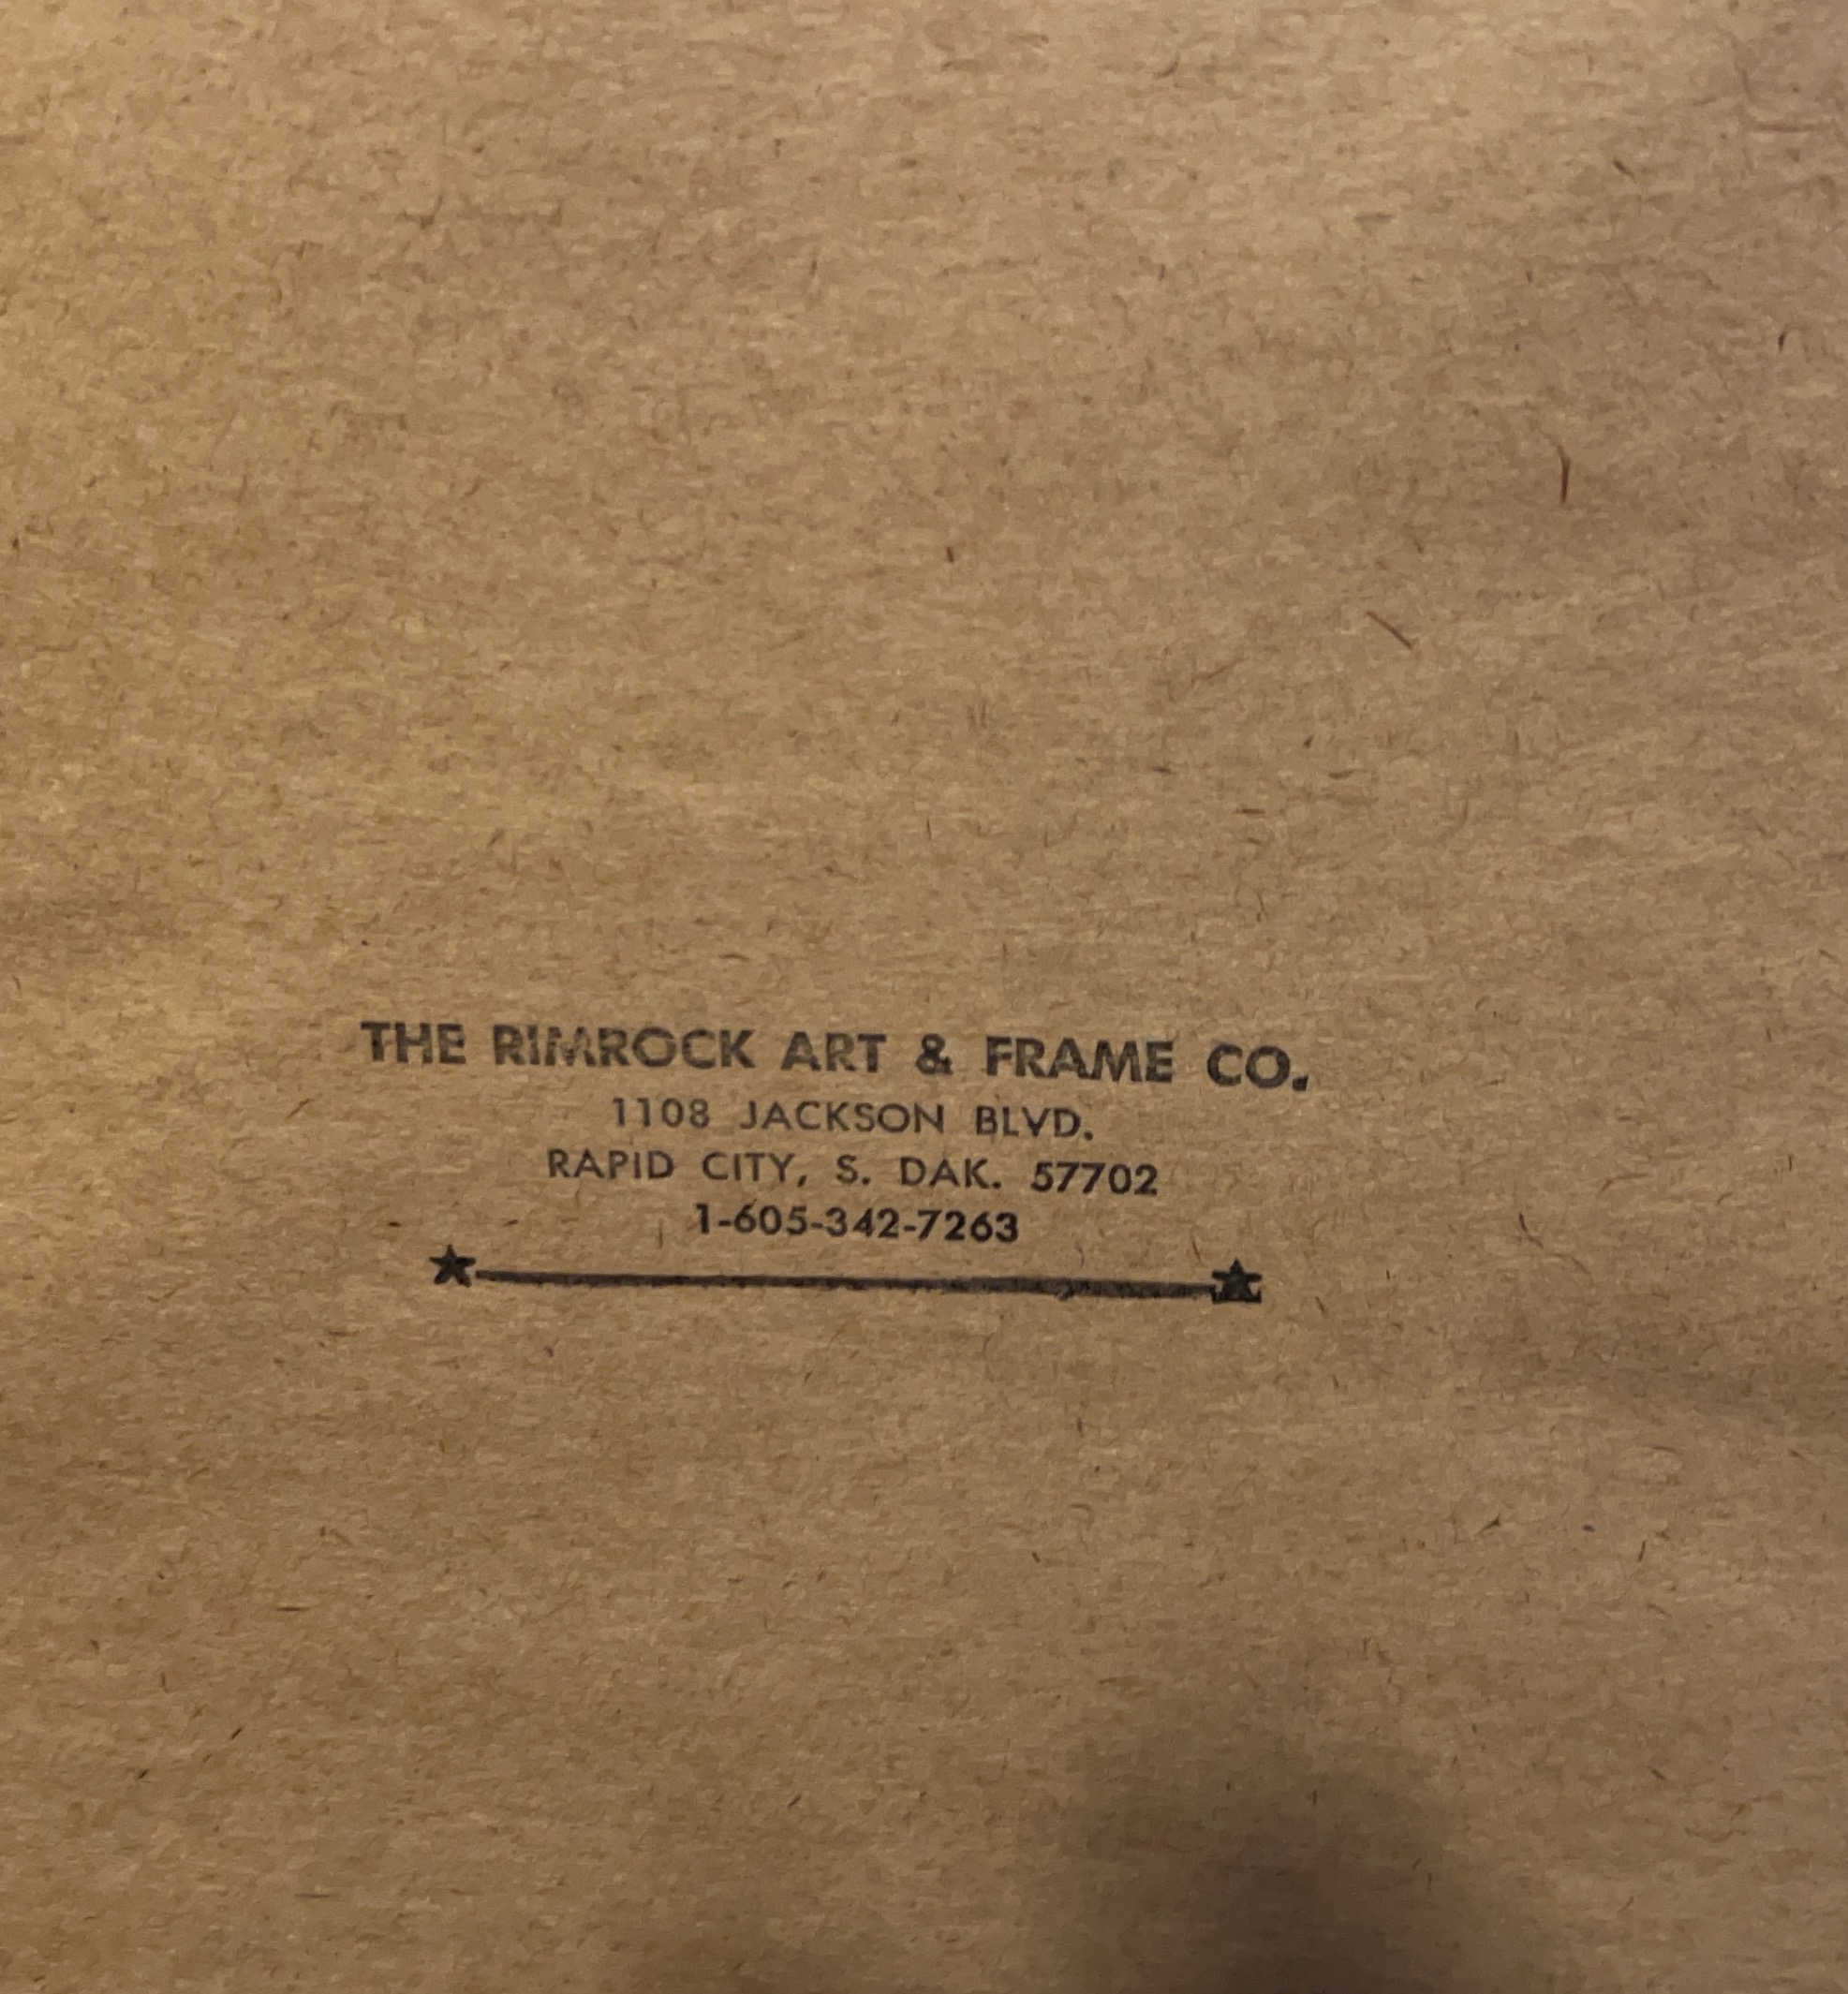 THE RIMROCK ART & FRAME CO.
1108 JACKSON BLVD.
RAPID CITY, S. DAK. 57702
1-605-342-7263